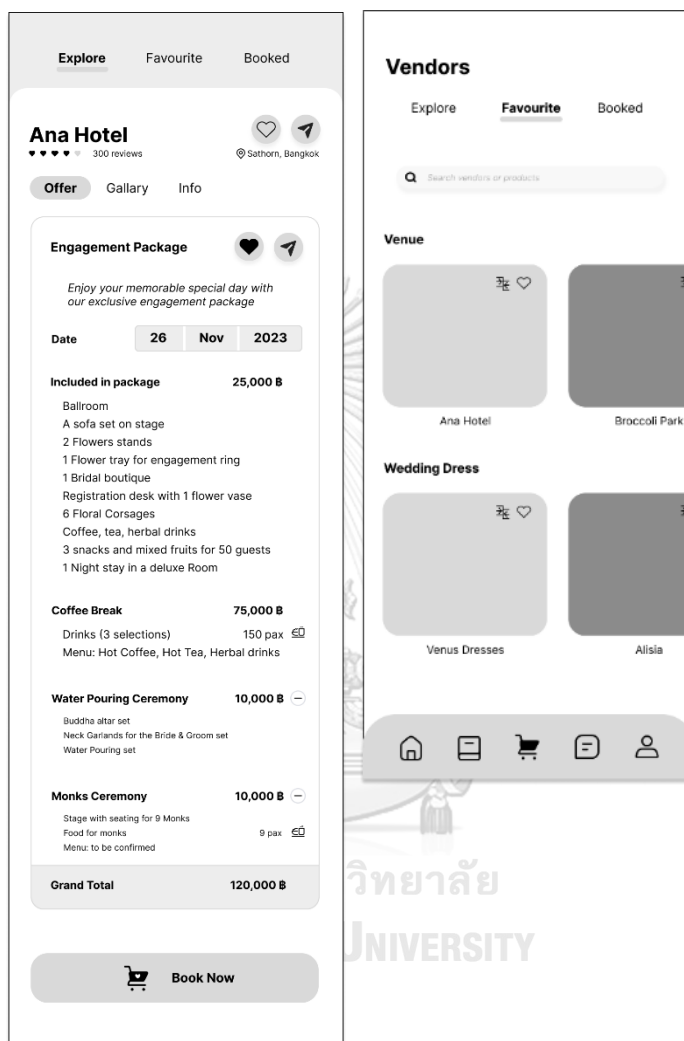 Explore Favourite Booked
Ana Hotel
300 reviews
Sathorn, Bangkok
Offer Gallary Info
Engagement Package
Enjoy your memorable special day with
our exclusive engagement package
Date 26 Nov 2023
Included in package 25,000 ฿
Ballroom
A sofa set on stage
2 Flowers stands
1 Flower tray for engagement ring
1 Bridal boutique
Registration desk with 1 flower vase
6 Floral Corsages
Coffee, tea, herbal drinks
3 snacks and mixed fruits for 50 guests
1 Night stay in a deluxe Room
Coffee Break 75,000 ฿
Drinks (3 selections) 150 pax
Menu: Hot Coffee, Hot Tea, Herbal drinks
Water Pouring Ceremony 10,000 ฿
Buddha altar set
Neck Garlands for the Bride & Groom set
Water Pouring set
Monks Ceremony 10,000 ฿
Stage with seating for 9 Monks
Food for monks 9 pax
Menu: to be confirmed
Grand Total 120,000 ฿
Book Now
Vendors
Explore Favourite Booked
Search vendors or products
Venue
Ana Hotel Broccoli Park
Wedding Dress
Venus Dresses Alisia
วิทยาลัย
UNIVERSITY